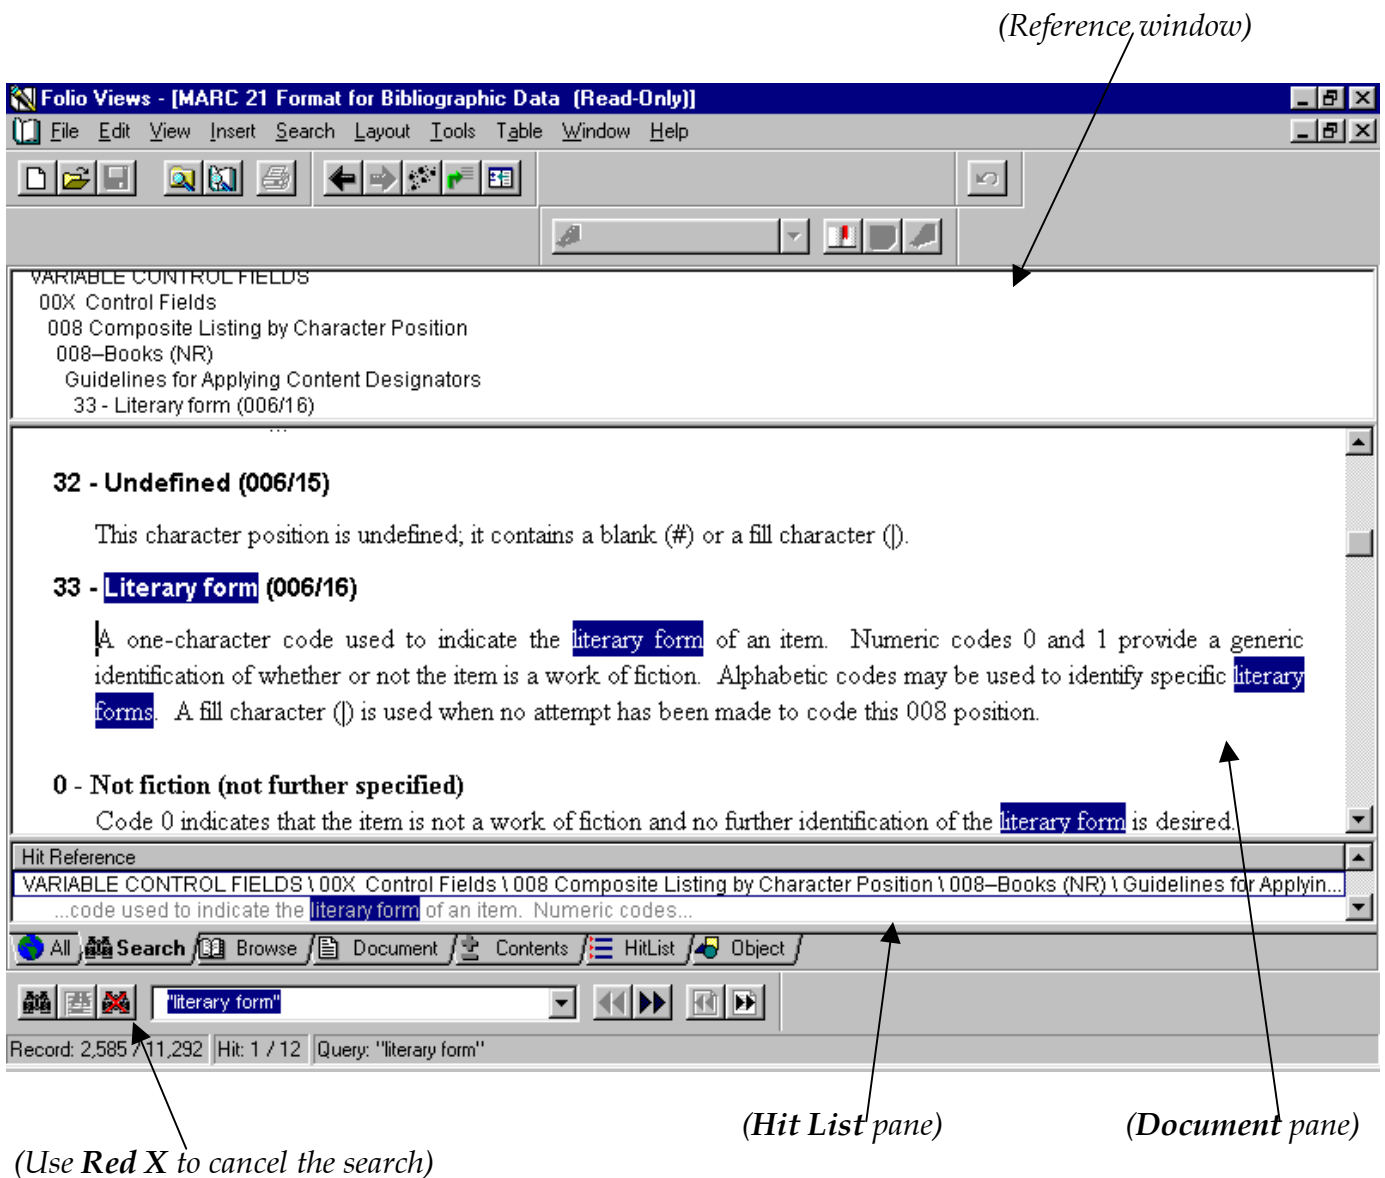 (Reference window)
Folio Views - [MARC 21 Format for Bibliographic Data  (Read-Only)]
File Edit View Insert Search Layout Tools Table Window Help
VARIABLE CONTROL FIELDS
00X  Control Fields
008 Composite Listing by Character Position
008–Books (NR)
Guidelines for Applying Content Designators
33 - Literary form (006/16)
...
32 - Undefined (006/15)
This character position is undefined; it contains a blank (#) or a fill character (|).
33 - Literary form (006/16)
A one-character code used to indicate the literary form of an item.  Numeric codes 0 and 1 provide a generic
identification of whether or not the item is a work of fiction.  Alphabetic codes may be used to identify specific literary
forms.  A fill character (|) is used when no attempt has been made to code this 008 position.
0 - Not fiction (not further specified)
Code 0 indicates that the item is not a work of fiction and no further identification of the literary form is desired.
Hit Reference
VARIABLE CONTROL FIELDS \ 00X  Control Fields \ 008 Composite Listing by Character Position \ 008–Books (NR) \ Guidelines for Applyin...
...code used to indicate the literary form of an item.  Numeric codes...
All Search Browse Document Contents HitList Object
"literary form"
Record: 2,585 / 11,292 Hit: 1 / 12 Query: "literary form"
(Hit List pane) (Document pane)
(Use Red X to cancel the search)